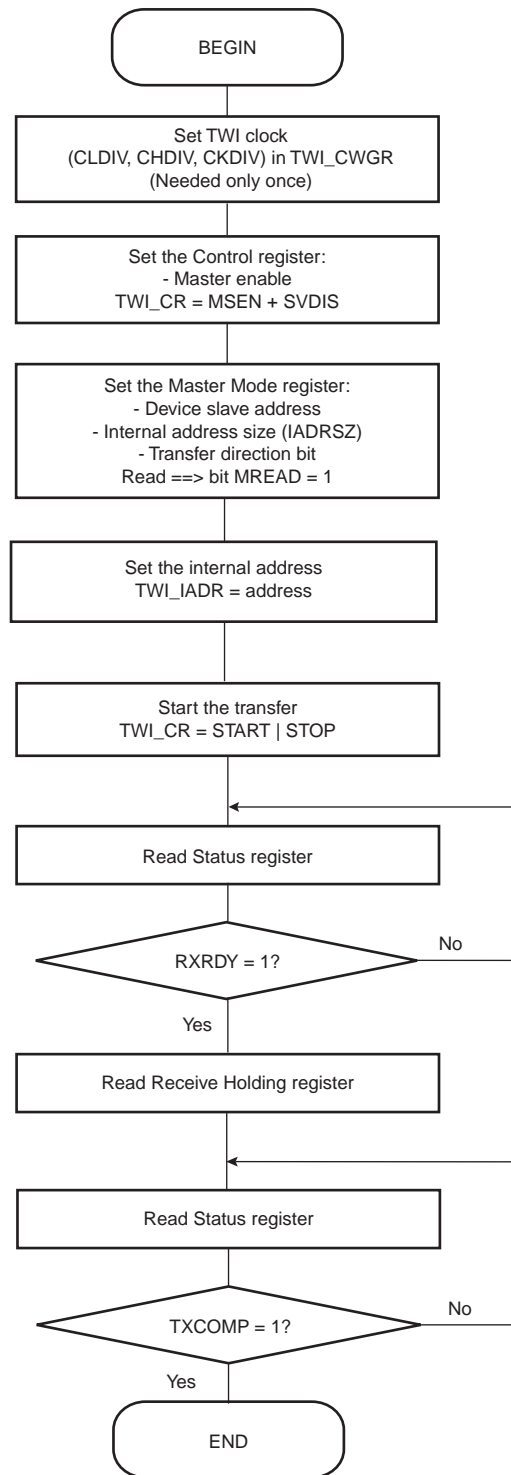 BEGIN
Set TWI clock
(CLDIV, CHDIV, CKDIV) in TWI_CWGR
(Needed only once)
Set the Control register:
- Master enable
TWI_CR = MSEN + SVDIS
Set the Master Mode register:
- Device slave address
- Internal address size (IADRSZ)
- Transfer direction bit
Read ==> bit MREAD = 1
Set the internal address
TWI_IADR = address
Start the transfer
TWI_CR = START | STOP
Read Status register
RXRDY = 1?
No
Yes
Read Receive Holding register
Read Status register
TXCOMP = 1?
No
Yes
END